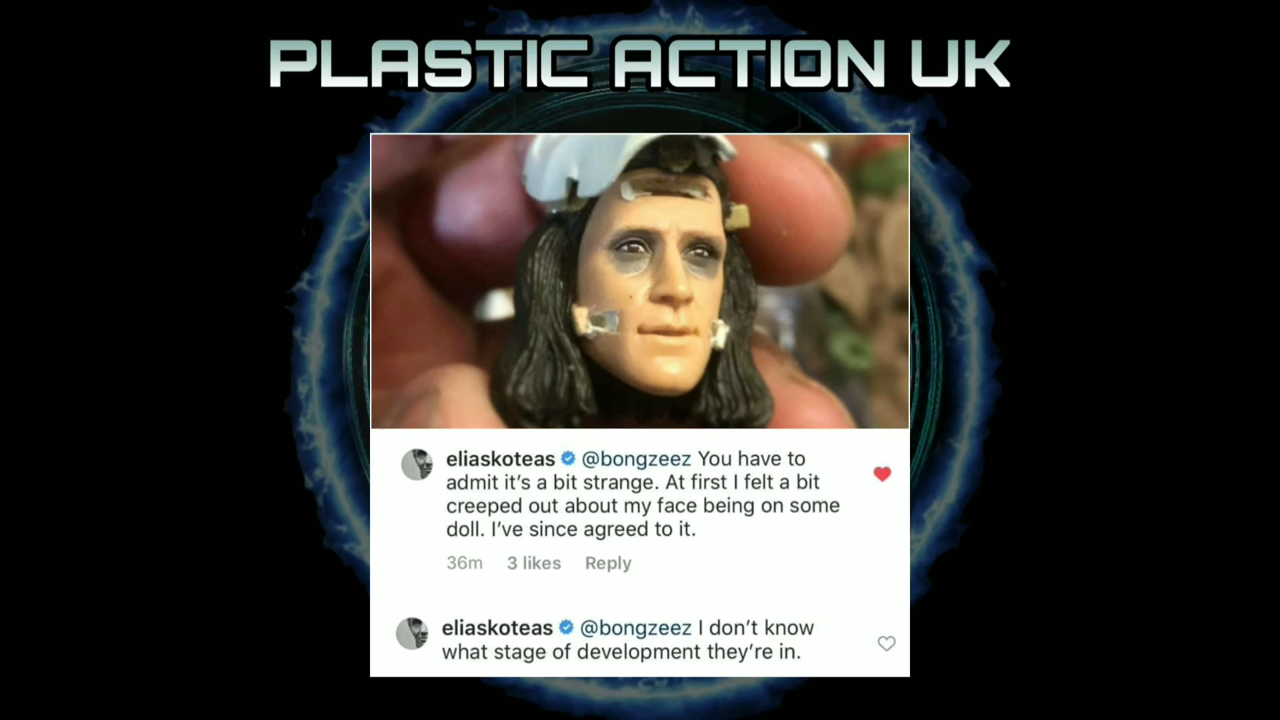 PLASTIC ACTION UK
eliaskoteas @bongzeez You have to
admit it's a bit strange. At first I felt a bit
creeped out about my face being on some
doll. I've since agreed to it.
36m 3 likes Reply
eliaskoteas @bongzeez I don't know
what stage of development they're in.